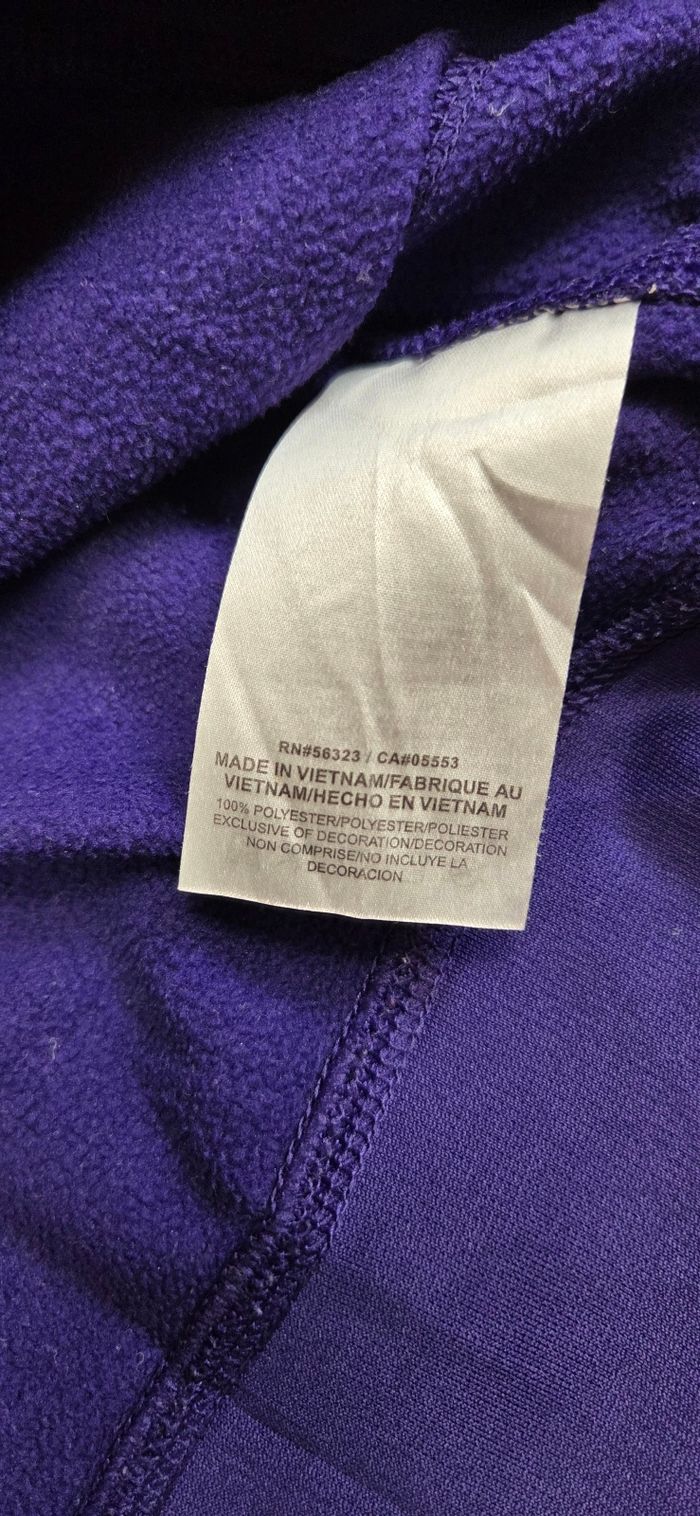 RN#56323 / CA#05553
MADE IN VIETNAM/FABRIQUE AU
VIETNAM/HECHO EN VIETNAM
100% POLYESTER/POLYESTER/POLIESTER
EXCLUSIVE OF DECORATION/DECORATION
NON COMPRISE/NO INCLUYE LA
DECORACION